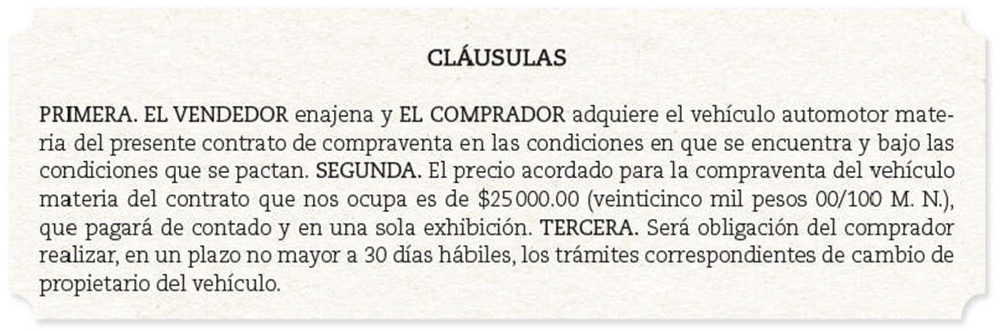 CLÁUSULAS
PRIMERA. EL VENDEDOR enajena y EL COMPRADOR adquiere el vehículo automotor mate-
ria del presente contrato de compraventa en las condiciones en que se encuentra y bajo las
condiciones que se pactan. SEGUNDA. El precio acordado para la compraventa del vehículo
materia del contrato que nos ocupa es de $25 000.00 (veinticinco mil pesos 00/100 M. N.),
que pagará de contado y en una sola exhibición. TERCERA. Será obligación del comprador
realizar, en un plazo no mayor a 30 días hábiles, los trámites correspondientes de cambio de
propietario del vehículo.